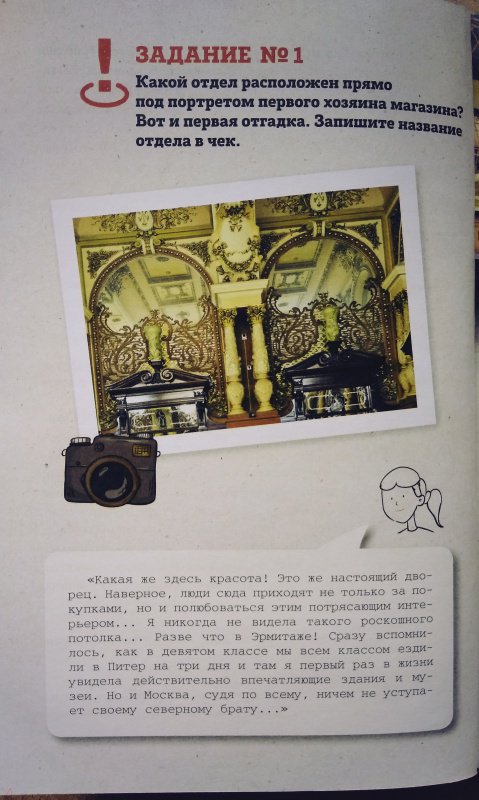 ЗАДАНИЕ № 1
Какой отдел расположен прямо
под портретом первого хозяина магазина?
Вот и первая отгадка. Запишите название
отдела в чек.
«Какая же здесь красота! Это же настоящий дво-
рец. Наверное, люди сюда приходят не только за по-
купками, но и полюбоваться этим потрясающим инте-
рьером... Я никогда не видела такого роскошного
потолка... Разве что в Эрмитаже! Сразу вспомни-
лось, как в девятом классе мы всем классом езди-
ли в Питер на три дня и там я первый раз в жизни
увидела действительно впечатляющие здания и му-
зеи. Но и Москва, судя по всему, ничем не уступа-
ет своему северному брату...»